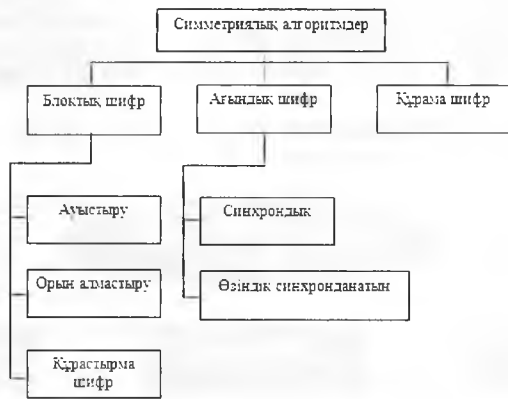 Симметриялық алгоритмдер
Блоктық шифр
Ағындық шифр
Құрама шифр
Ауыстыру
Орын алмастыру
Құрастырма
шифр
Синхрондық
Өзіндік синхронданатын